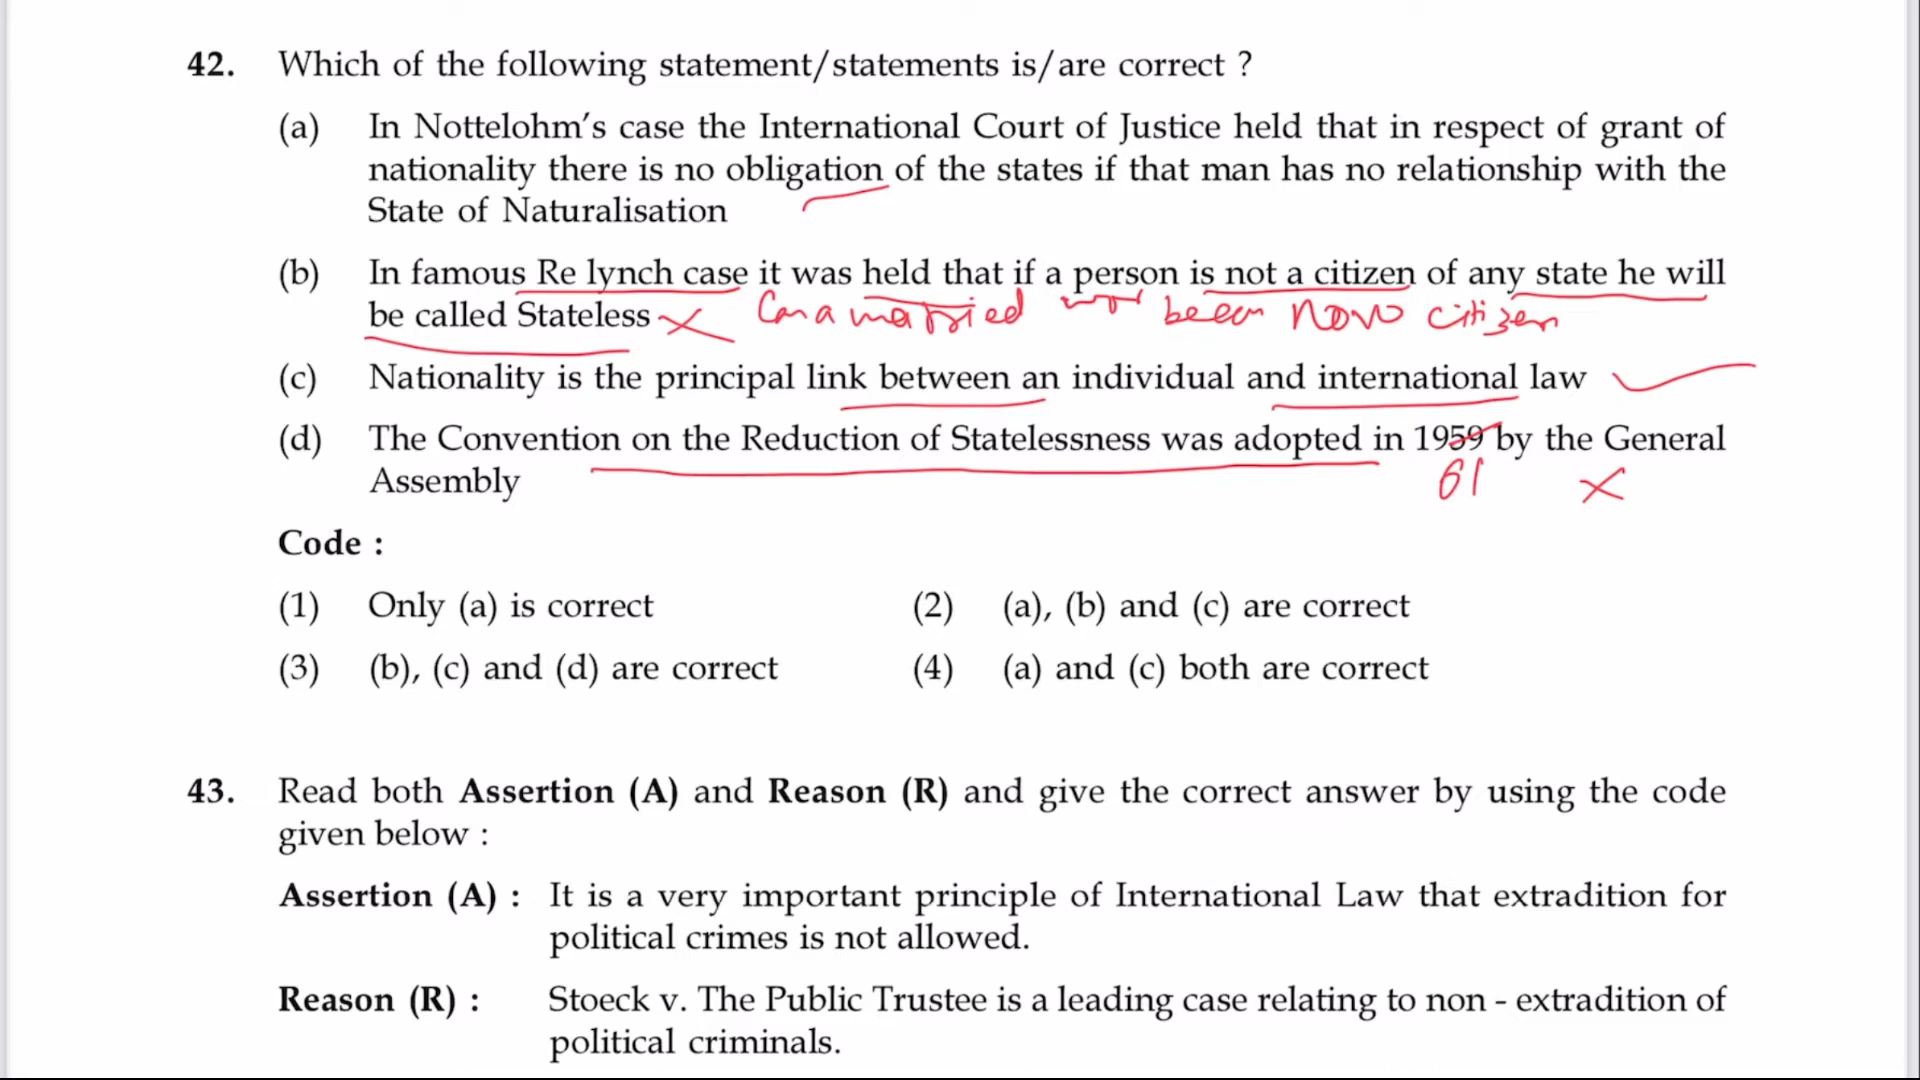 42. Which of the following statement/statements is/are correct ?
(a) In Nottelohm's case the International Court of Justice held that in respect of grant of
nationality there is no obligation of the states if that man has no relationship with the
State of Naturalisation
(b) In famous Re lynch case it was held that if a person is not a citizen of any state he will
be called Stateless married been now citizen
(c) Nationality is the principal link between an individual and international law
(d) The Convention on the Reduction of Statelessness was adopted in 1959 by the General
61
Assembly
Code :
(1) Only (a) is correct (2) (a), (b) and (c) are correct
(3) (b), (c) and (d) are correct (4) (a) and (c) both are correct
43. Read both Assertion (A) and Reason (R) and give the correct answer by using the code
given below :
Assertion (A) : It is a very important principle of International Law that extradition for
political crimes is not allowed.
Reason (R) : Stoeck v. The Public Trustee is a leading case relating to non - extradition of
political criminals.